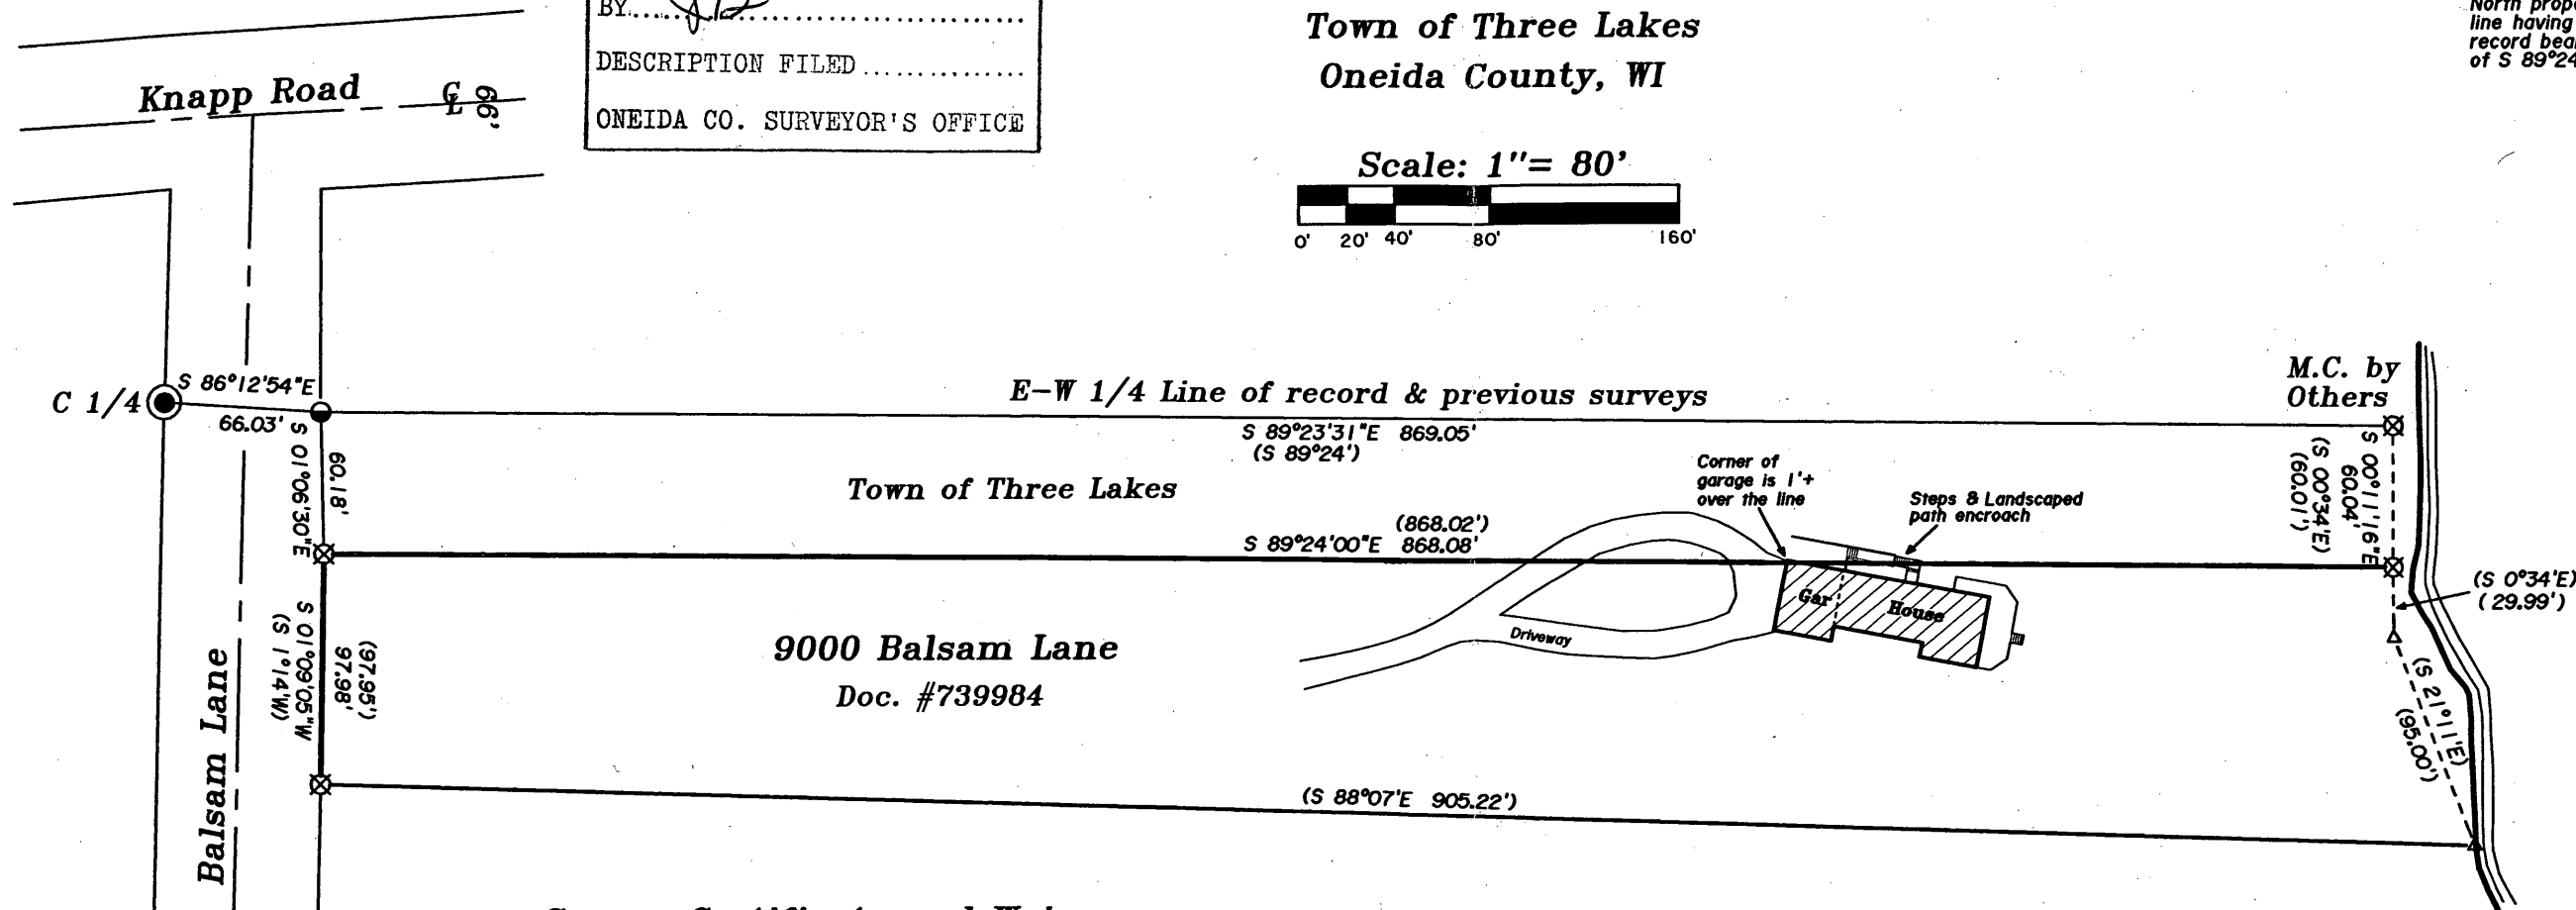 BY
DESCRIPTION FILED
ONEIDA CO. SURVEYOR'S OFFICE
Town of Three Lakes
Oneida County, WI
Scale: 1"= 80'
0' 20' 40' 80' 160'
line having
of S 89°24
Knapp Road
CL 66'
C 1/4
S 86°12'54"E
66.03'
S 01°06'30"E
60.18'
E-W 1/4 Line of record & previous surveys
S 89°23'31"E 869.05'
(S 89°24')
M.C. by
Others
S 00°11'16"E
60.04'
(S 00°34'E)
(60.01')
Town of Three Lakes
Corner of
garage is 1'+
over the line
Steps & Landscaped
path encroach
(868.02')
S 89°24'00"E 868.08'
(S 0°34'E)
(29.99')
Gar
House
Driveway
9000 Balsam Lane
Doc. #739984
(97.95')
97.98'
S 01°09'05"W
(S 1°14'W)
Balsam Lane
(S 21°11'E)
(95.00')
(S 88°07'E 905.22')